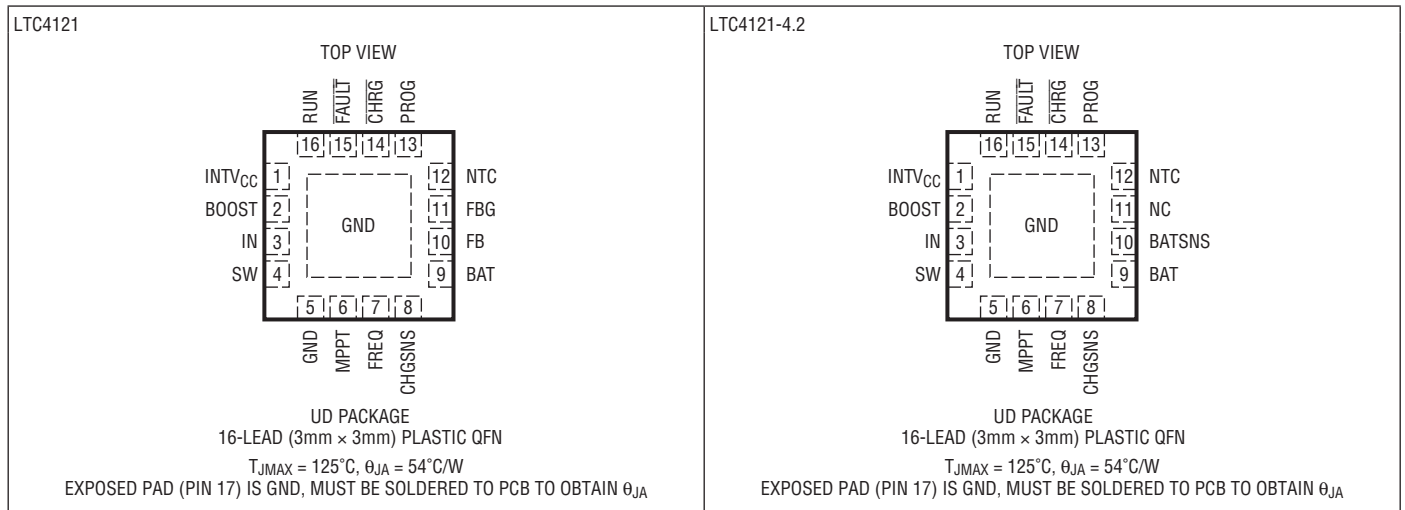 LTC4121
TOP VIEW
RUN
FAULT
CHRG
PROG
16 15 14 13
INTVCC 1
12 NTC
BOOST 2
11 FBG
IN 3
GND
10 FB
SW 4
9 BAT
5 6 7 8
GND
MPPT
FREQ
CHGSNS
UD PACKAGE
16-LEAD (3mm × 3mm) PLASTIC QFN
TJMAX = 125°C, θJA = 54°C/W
EXPOSED PAD (PIN 17) IS GND, MUST BE SOLDERED TO PCB TO OBTAIN θJA
LTC4121-4.2
TOP VIEW
RUN
FAULT
CHRG
PROG
16 15 14 13
INTVCC 1
12 NTC
BOOST 2
11 NC
IN 3
GND
10 BATSNS
SW 4
9 BAT
5 6 7 8
GND
MPPT
FREQ
CHGSNS
UD PACKAGE
16-LEAD (3mm × 3mm) PLASTIC QFN
TJMAX = 125°C, θJA = 54°C/W
EXPOSED PAD (PIN 17) IS GND, MUST BE SOLDERED TO PCB TO OBTAIN θJA